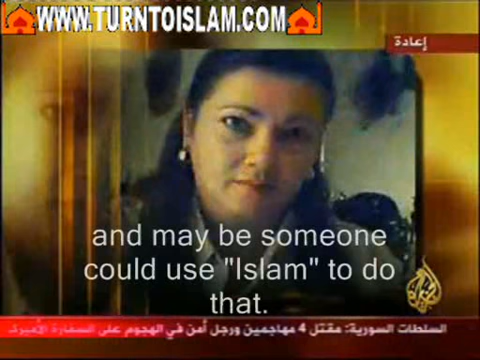 WWW.TURNTOISLAM.COM
إعادة
and may be someone
could use "Islam" to do
that.
السلطات السورية: مقتل 4 مهاجمين ورجل أمن في الهجوم على السفارة الأميرك